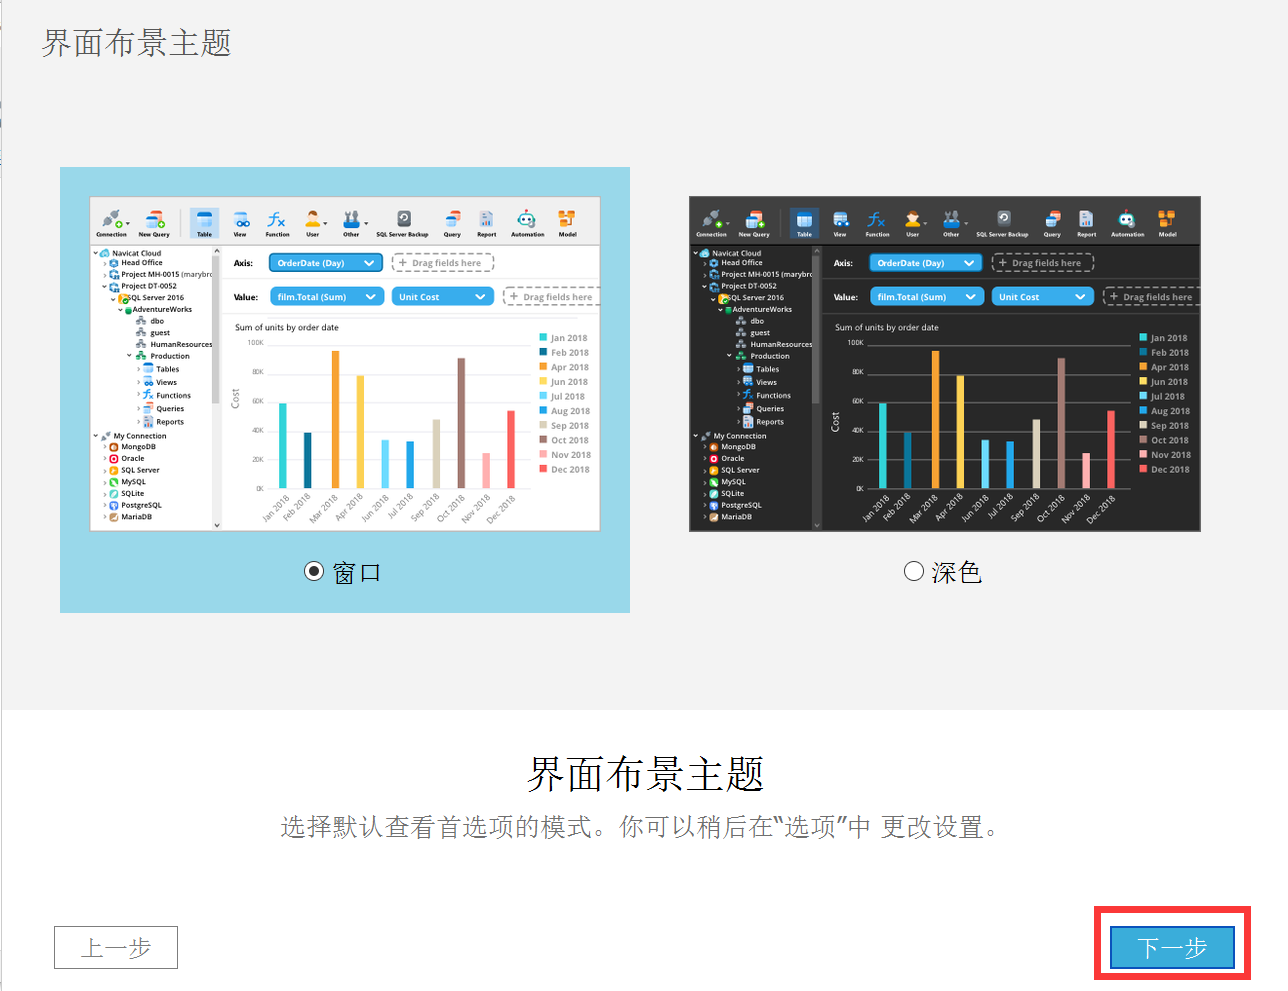 界面布景主题
Connection
New Query
Table
View
Function
User
Other
SQL Server Backup
Query
Report
Automation
Model
Navicat Cloud
Head Office
Project MH-0015 (marybro
Project DT-0052
SQL Server 2016
AdventureWorks
dbo
guest
HumanResources
Production
Tables
Views
Functions
Queries
Reports
My Connection
MongoDB
Oracle
SQL Server
MySQL
SQLite
PostgreSQL
MariaDB
Axis: OrderDate (Day) + Drag fields here
Value: film.Total (Sum) Unit Cost + Drag fields here
Sum of units by order date
100K
80K
60K
40K
20K
0K
Cost
Jan 2018
Feb 2018
Mar 2018
Apr 2018
Jun 2018
Jul 2018
Sep 2018
Oct 2018
Nov 2018
Dec 2018
Jan 2018
Feb 2018
Apr 2018
Jun 2018
Jul 2018
Aug 2018
Sep 2018
Oct 2018
Nov 2018
Dec 2018
窗口
Connection
New Query
Table
View
Function
User
Other
SQL Server Backup
Query
Report
Automation
Model
Navicat Cloud
Head Office
Project MH-0015 (marybro
Project DT-0052
SQL Server 2016
AdventureWorks
dbo
guest
HumanResources
Production
Tables
Views
Functions
Queries
Reports
My Connection
MongoDB
Oracle
SQL Server
MySQL
SQLite
PostgreSQL
MariaDB
Axis: OrderDate (Day) + Drag fields here
Value: film.Total (Sum) Unit Cost + Drag fields here
Sum of units by order date
100K
80K
60K
40K
20K
0K
Cost
Jan 2018
Feb 2018
Mar 2018
Apr 2018
Jun 2018
Jul 2018
Sep 2018
Oct 2018
Nov 2018
Dec 2018
Jan 2018
Feb 2018
Apr 2018
Jun 2018
Jul 2018
Aug 2018
Sep 2018
Oct 2018
Nov 2018
Dec 2018
深色
界面布景主题
选择默认查看首选项的模式。你可以稍后在“选项”中 更改设置。
上一步
下一步